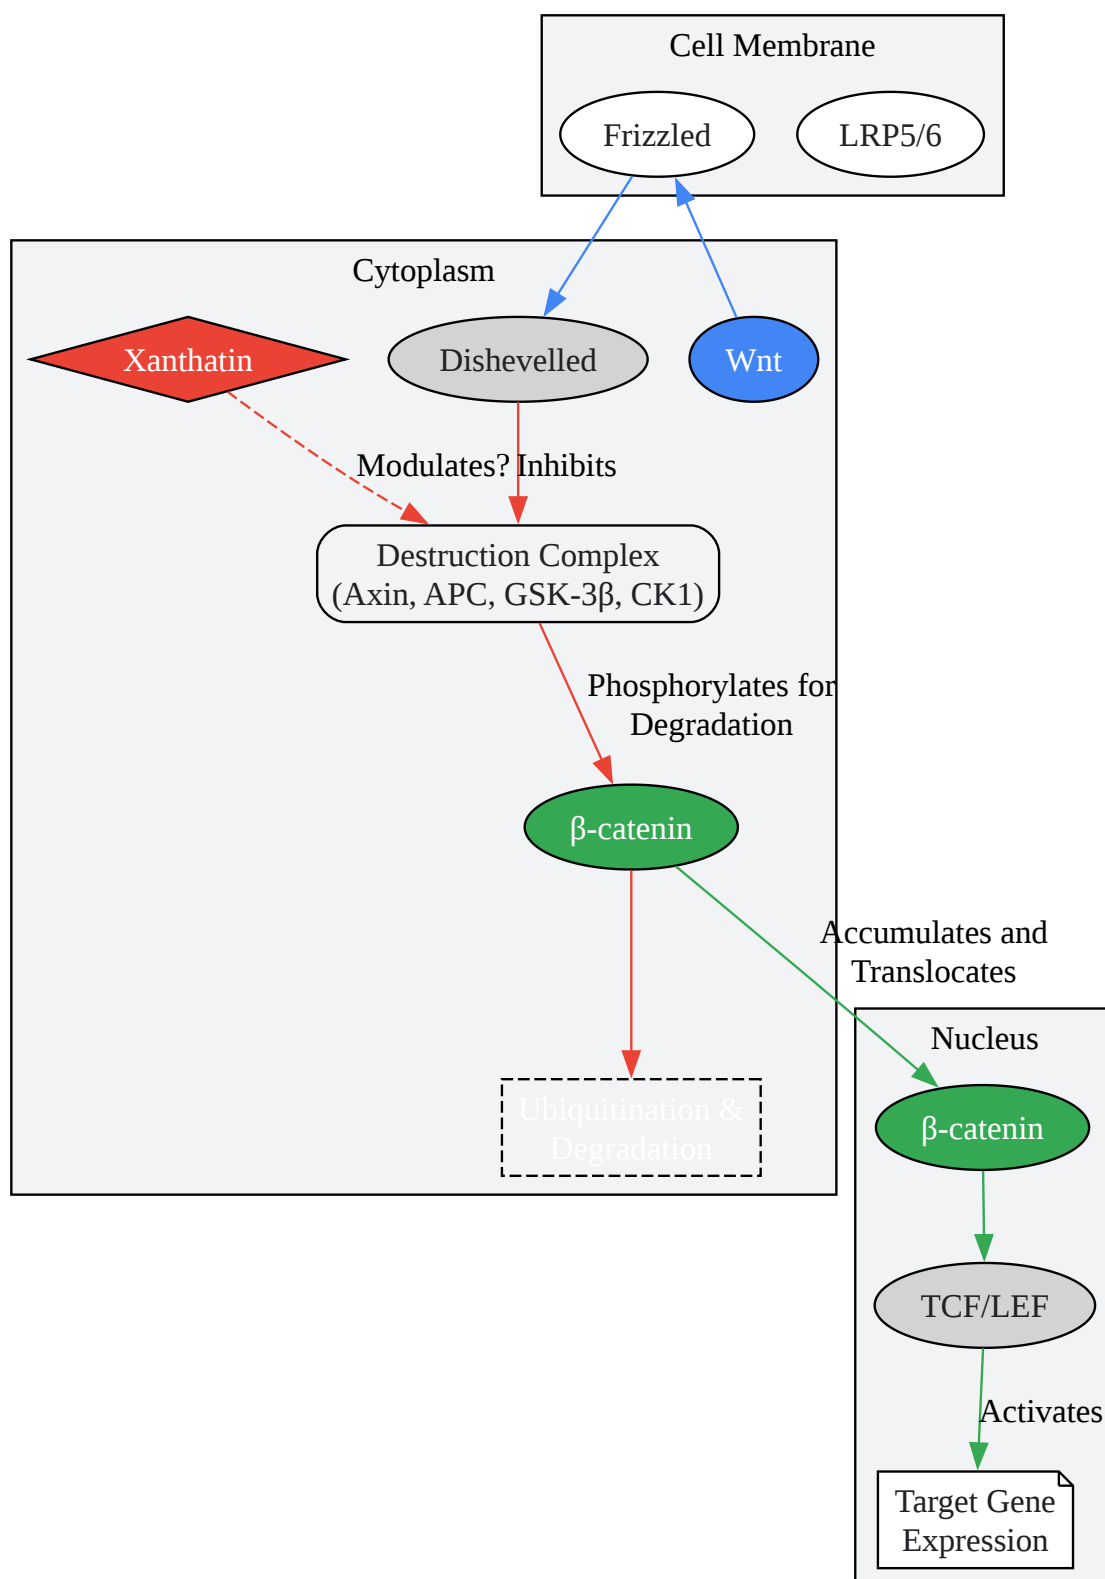 Cell Membrane
Frizzled
LRP5/6
Cytoplasm
Xanthatin
Dishevelled
Wnt
Modulates?
Inhibits
Destruction Complex
(Axin, APC, GSK-3β, CK1)
Phosphorylates for
Degradation
β-catenin
Accumulates and
Translocates
Nucleus
Ubiquitination &
Degradation
β-catenin
TCF/LEF
Activates
Target Gene
Expression